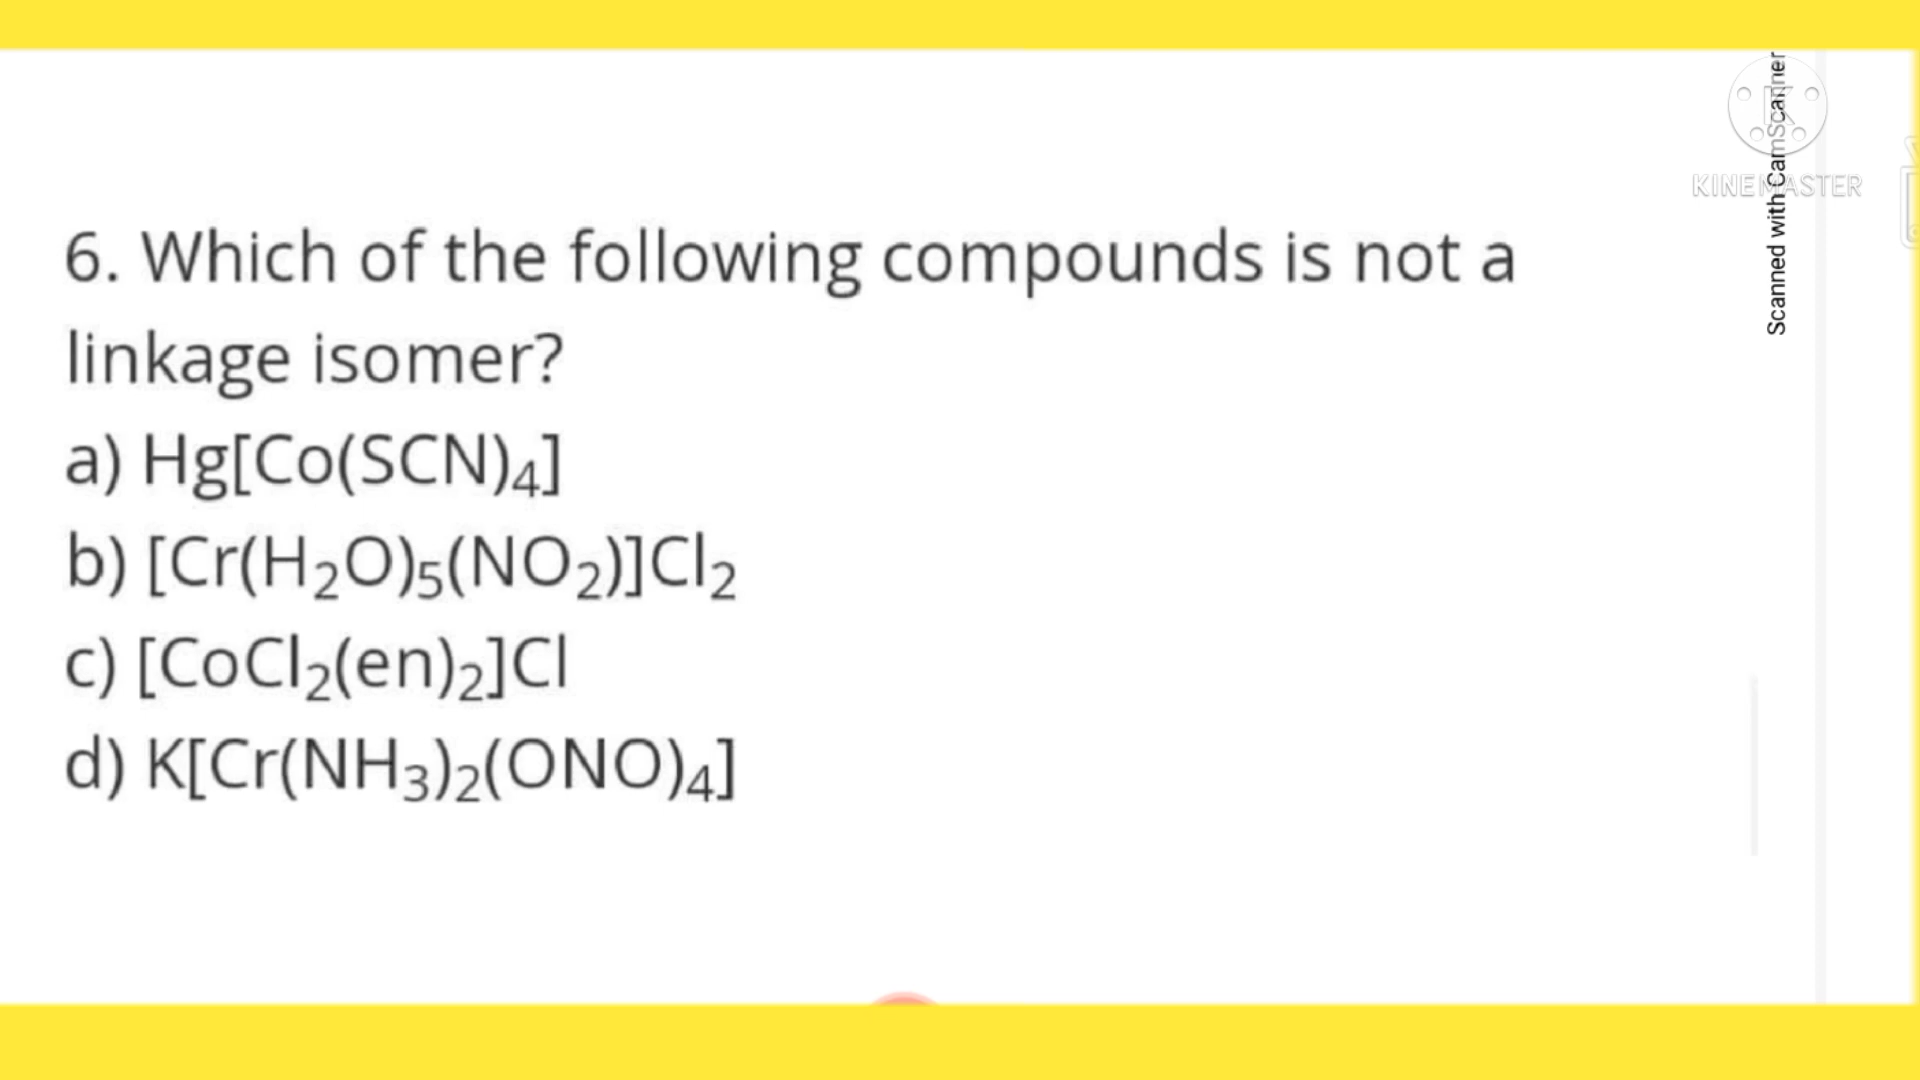 6. Which of the following compounds is not a
linkage isomer?
a) Hg[Co(SCN)₄]
b) [Cr(H₂O)₅(NO₂)]Cl₂
c) [CoCl₂(en)₂]Cl
d) K[Cr(NH₃)₂(ONO)₄]
Scanned with CamScanner
KINEMASTER